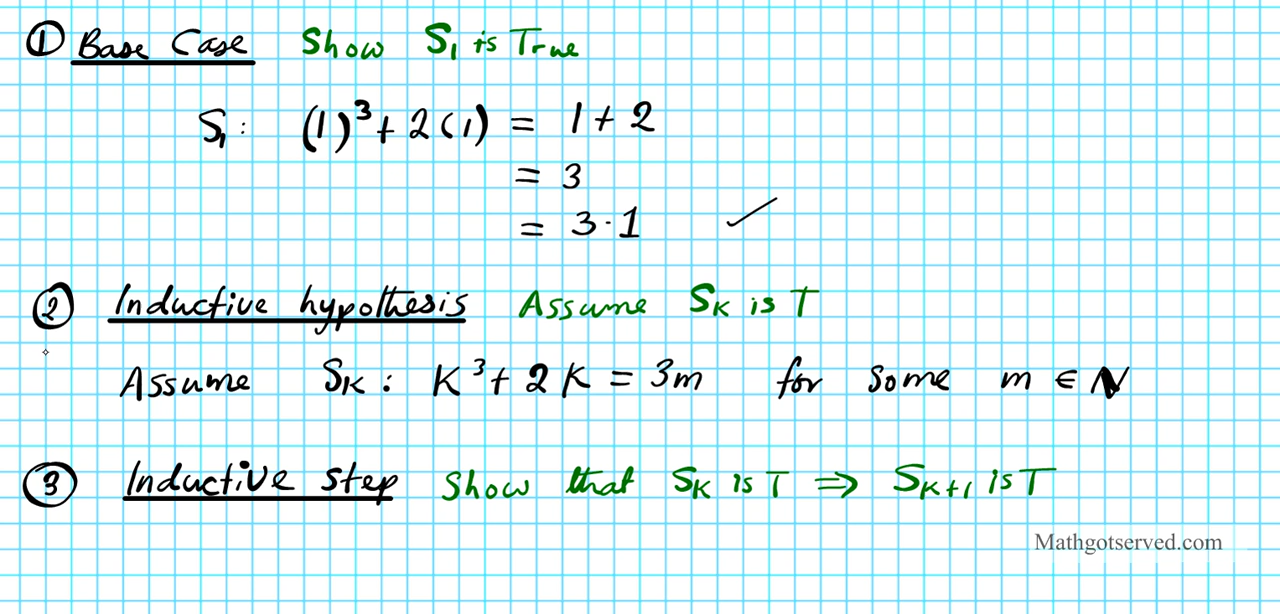 ① Base Case Show S₁ is True
S₁: (1)³ + 2(1) = 1 + 2
= 3
= 3·1 ✓
② Inductive hypothesis Assume Sₖ is T
Assume Sₖ: K³ + 2K = 3m for some m ∈ N
③ Inductive step Show that Sₖ is T ⇒ Sₖ₊₁ is T
Mathgotserved.com